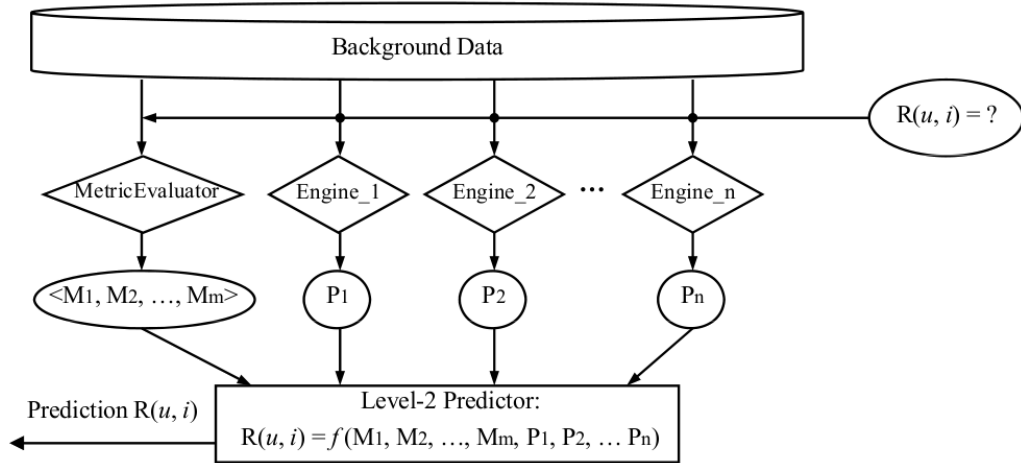 Background Data
R(u, i) = ?
MetricEvaluator
Engine_1
Engine_2
...
Engine_n
<M1, M2, …, Mm>
P1
P2
Pn
Level-2 Predictor:
Prediction R(u, i)
R(u, i) = f(M1, M2, …, Mm, P1, P2, … Pn)